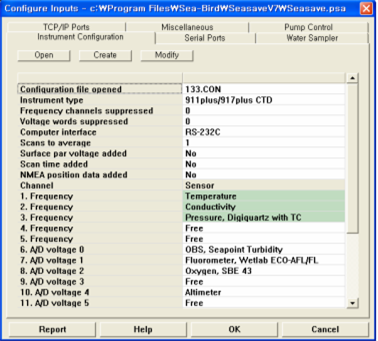 Configure Inputs - c:₩Program Files₩Sea-Bird₩SeasaveV7₩Seasave.psa
TCP/IP Ports Miscellaneous Pump Control
Instrument Configuration Serial Ports Water Sampler
Open Create Modify
Configuration file opened 133.CON
Instrument type 911plus/917plus CTD
Frequency channels suppressed 0
Voltage words suppressed 0
Computer interface RS-232C
Scans to average 1
Surface par voltage added No
Scan time added No
NMEA position data added No
Channel Sensor
1. Frequency Temperature
2. Frequency Conductivity
3. Frequency Pressure, Digiquartz with TC
4. Frequency Free
5. Frequency Free
6. A/D voltage 0 OBS, Seapoint Turbidity
7. A/D voltage 1 Fluorometer, Wetlab ECO-AFL/FL
8. A/D voltage 2 Oxygen, SBE 43
9. A/D voltage 3 Free
10. A/D voltage 4 Altimeter
11. A/D voltage 5 Free
Report Help OK Cancel